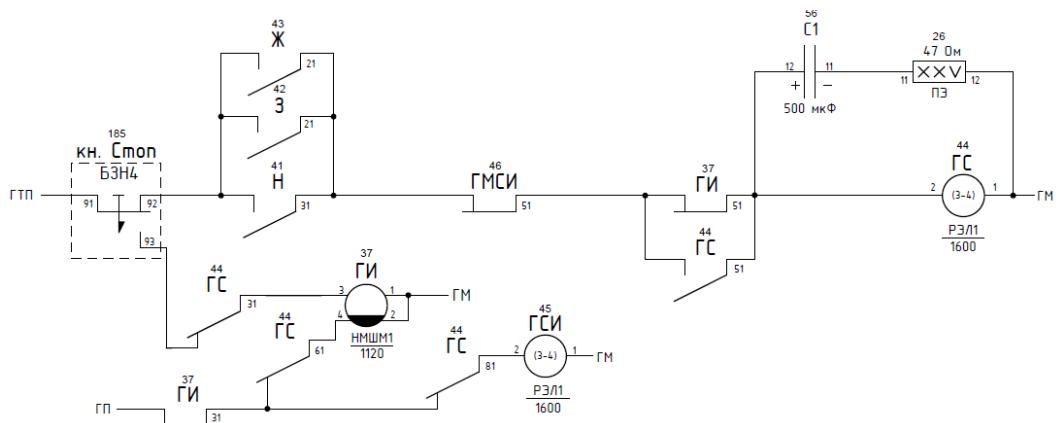 43
Ж
21
42
З
21
56
С1
12
11
+
−
500 мкФ
26
47 Ом
11
12
ПЭ
185
кн. Стоп
БЗН4
ГТП
91
92
93
41
Н
31
46
ГМСИ
51
37
ГИ
51
44
ГС
51
44
ГС
2
(3-4)
1
ГМ
РЭЛ1
1600
44
ГС
31
37
ГИ
3
1
4
2
ГМ
НМШМ1
1120
44
ГС
61
44
ГС
81
45
ГСИ
2
(3-4)
1
ГМ
РЭЛ1
1600
ГП
37
ГИ
31